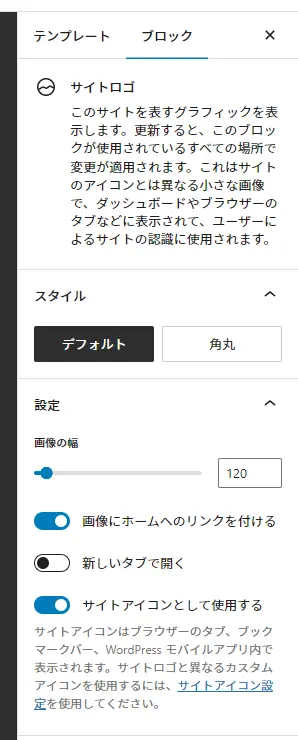 テンプレート ブロック
サイトロゴ
このサイトを表すグラフィックを表
示します。更新すると、このブロッ
クが使用されているすべての場所で
変更が適用されます。これはサイト
のアイコンとは異なる小さな画像
で、ダッシュボードやブラウザーの
タブなどに表示されて、ユーザーに
よるサイトの認識に使用されます。
スタイル
デフォルト 角丸
設定
画像の幅
120
画像にホームへのリンクを付ける
新しいタブで開く
サイトアイコンとして使用する
サイトアイコンはブラウザーのタブ、ブック
マークバー、WordPress モバイルアプリ内で
表示されます。サイトロゴと異なるカスタム
アイコンを使用するには、サイトアイコン設
定を使用してください。